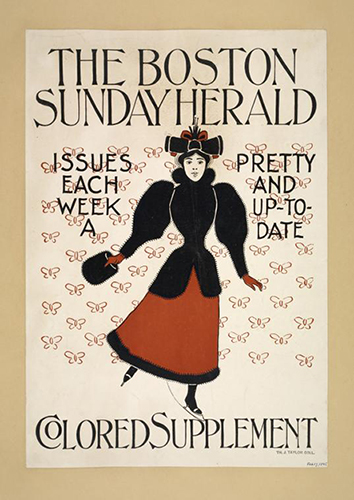 THE BOSTON
SUNDAY HERALD
ISSUES
EACH
WEEK
A
PRETTY
AND
UP-TO-
DATE
COLORED SUPPLEMENT